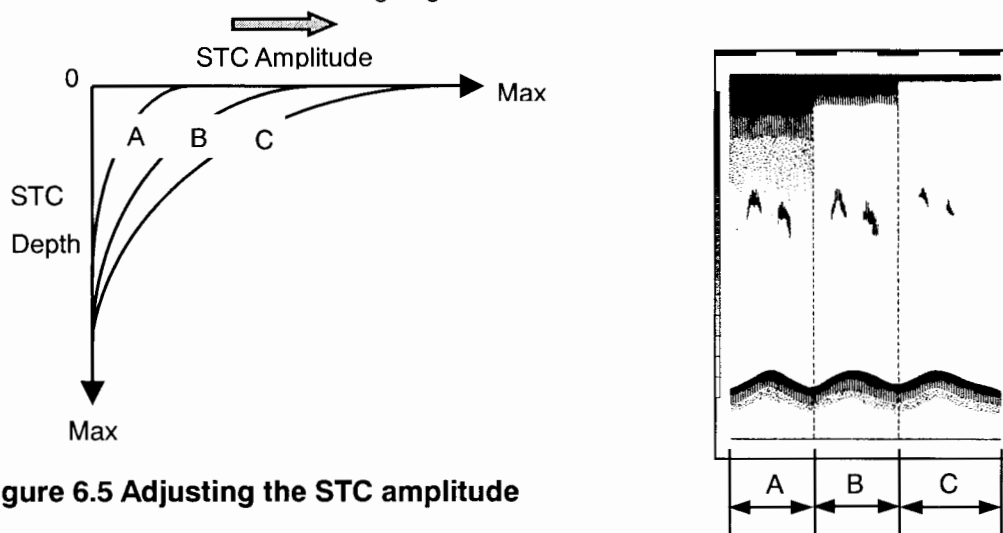 STC Amplitude
0
Max
A B C
STC
Depth
Max
gure 6.5 Adjusting the STC amplitude
A B C